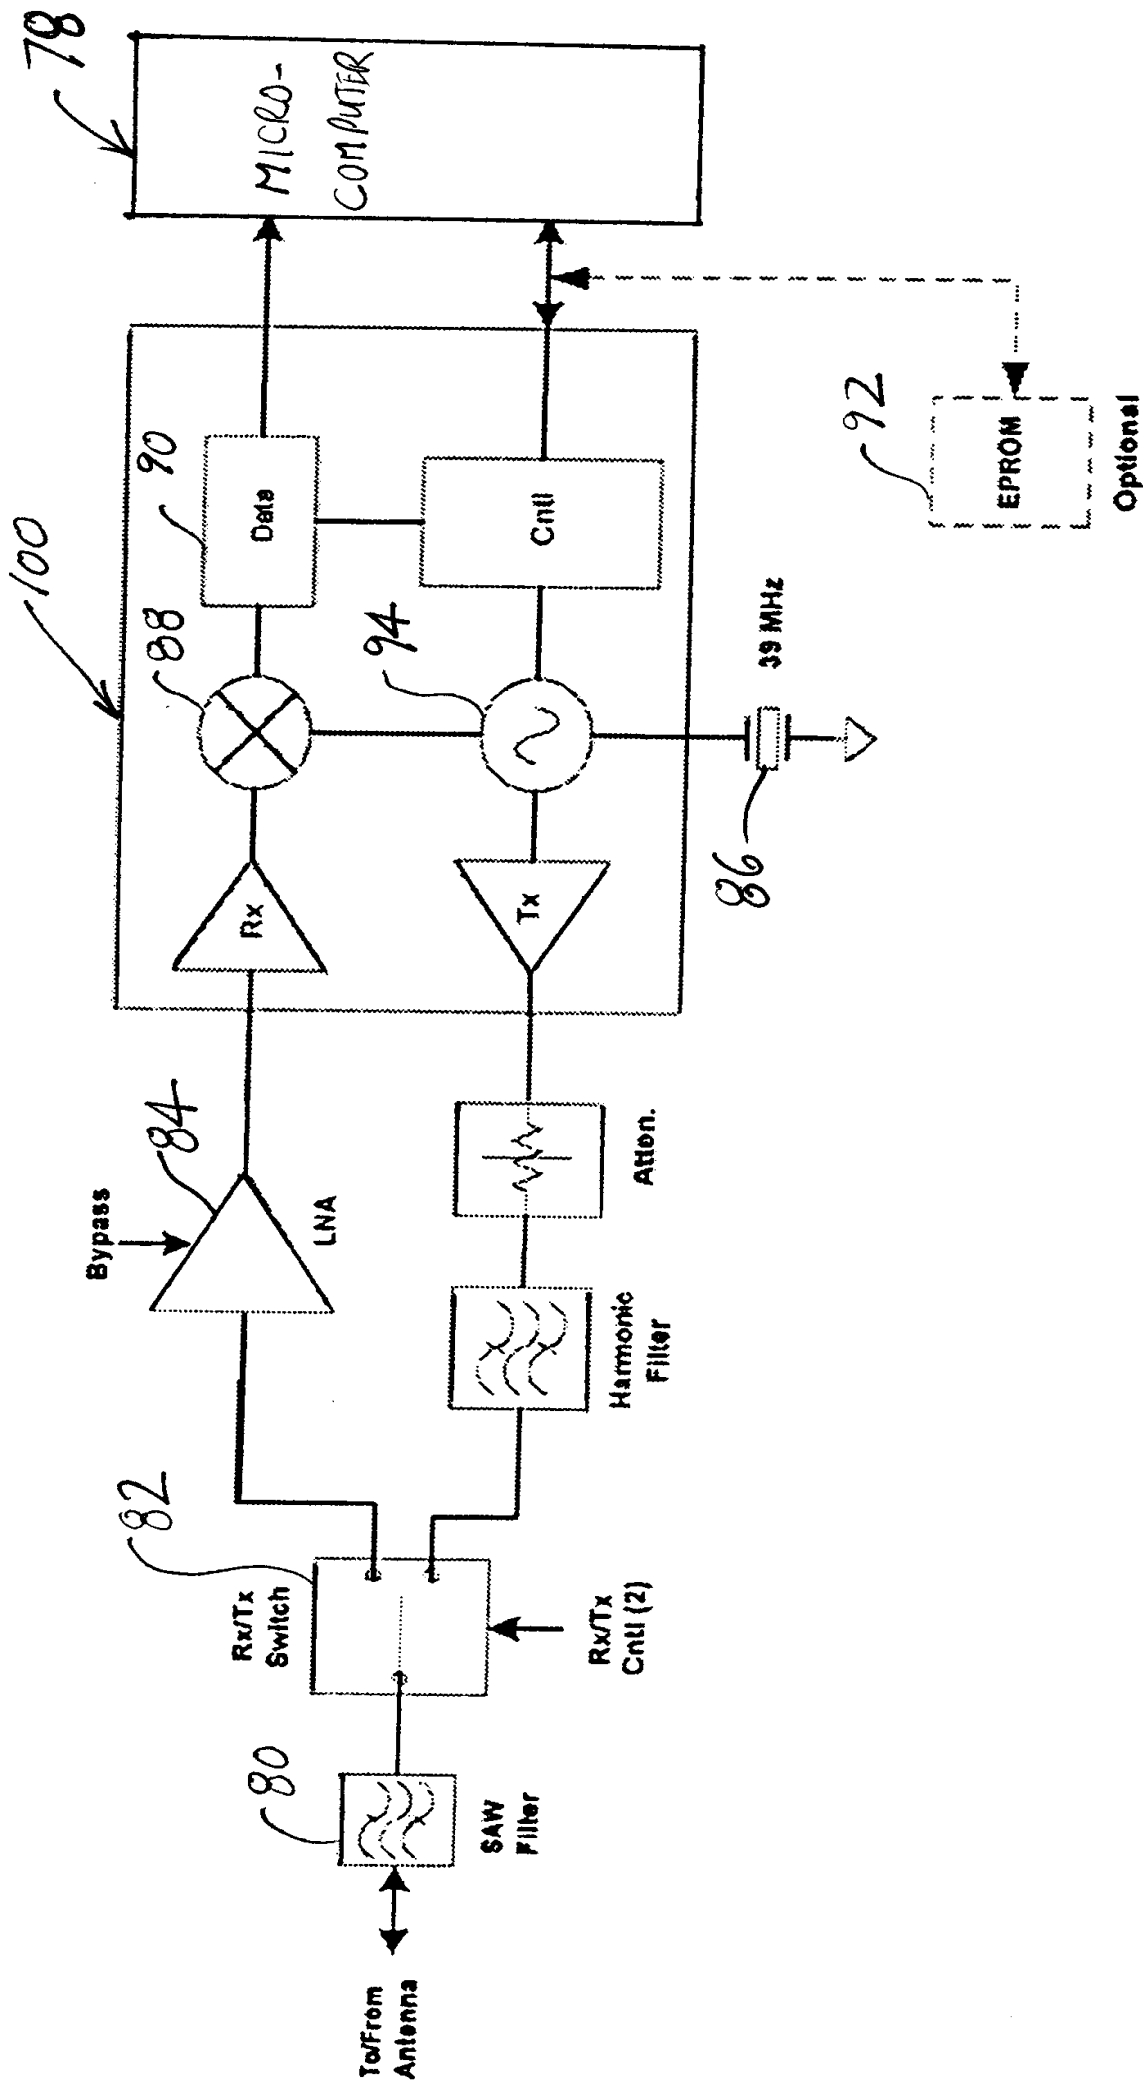 To/From
Antenna
80
SAW
Filter
82
Rx/Tx
Switch
Rx/Tx
Cntl (2)
Bypass
84
LNA
Harmonic
Filter
Atten.
100
Rx
Tx
88
90
Data
94
Cntl
86
39 MHz
78
MICRO-
COMPUTER
92
EPROM
Optional